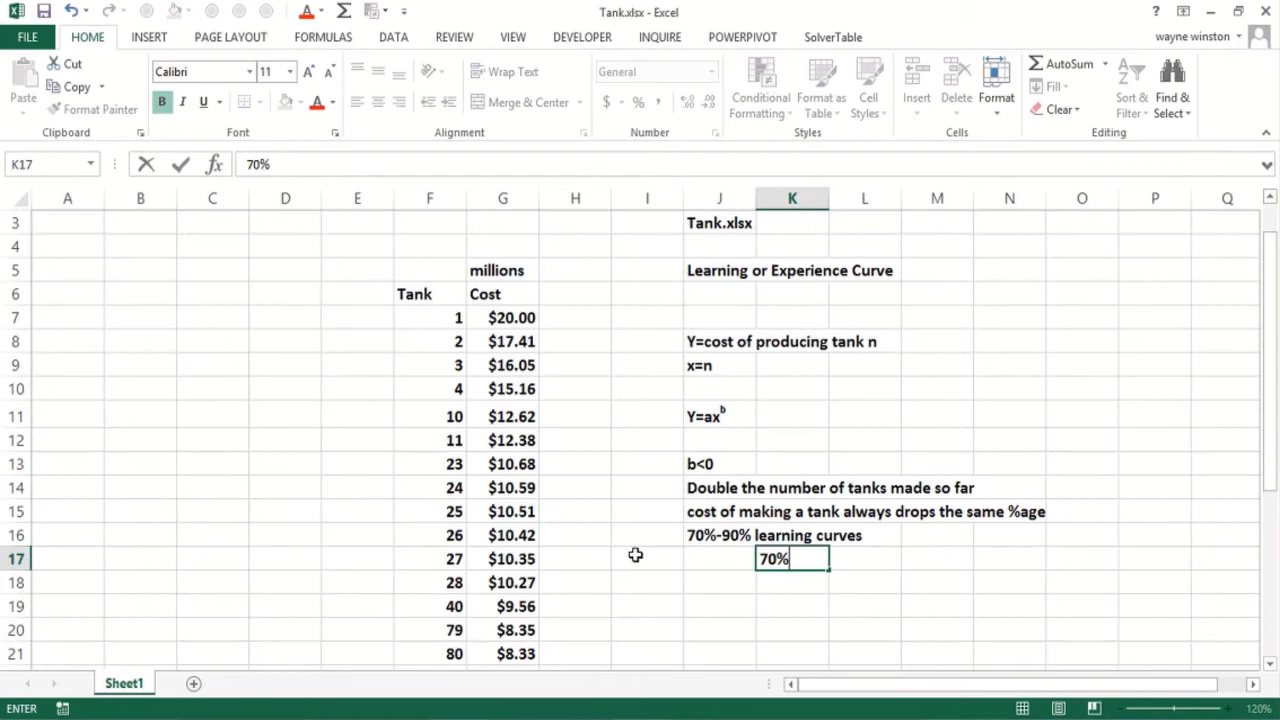 Tank.xlsx - Excel
FILE HOME INSERT PAGE LAYOUT FORMULAS DATA REVIEW VIEW DEVELOPER INQUIRE POWERPIVOT SolverTable wayne winston
Paste Cut Copy Format Painter
Calibri 11
B I U
Wrap Text
Merge & Center
General
$ % ,
Conditional Formatting Format as Table Cell Styles
Insert Delete Format
AutoSum Fill Clear
Sort & Filter Find & Select
Clipboard Font Alignment Number Styles Cells Editing
K17 fx 70%
A B C D E F G H I J K L M N O P Q
3 Tank.xlsx
4
5 millions Learning or Experience Curve
6 Tank Cost
7 1 $20.00
8 2 $17.41 Y=cost of producing tank n
9 3 $16.05 x=n
10 4 $15.16
11 10 $12.62 Y=ax^b
12 11 $12.38
13 23 $10.68 b<0
14 24 $10.59 Double the number of tanks made so far
15 25 $10.51 cost of making a tank always drops the same %age
16 26 $10.42 70%-90% learning curves
17 27 $10.35 70%
18 28 $10.27
19 40 $9.56
20 79 $8.35
21 80 $8.33
Sheet1
ENTER 120%